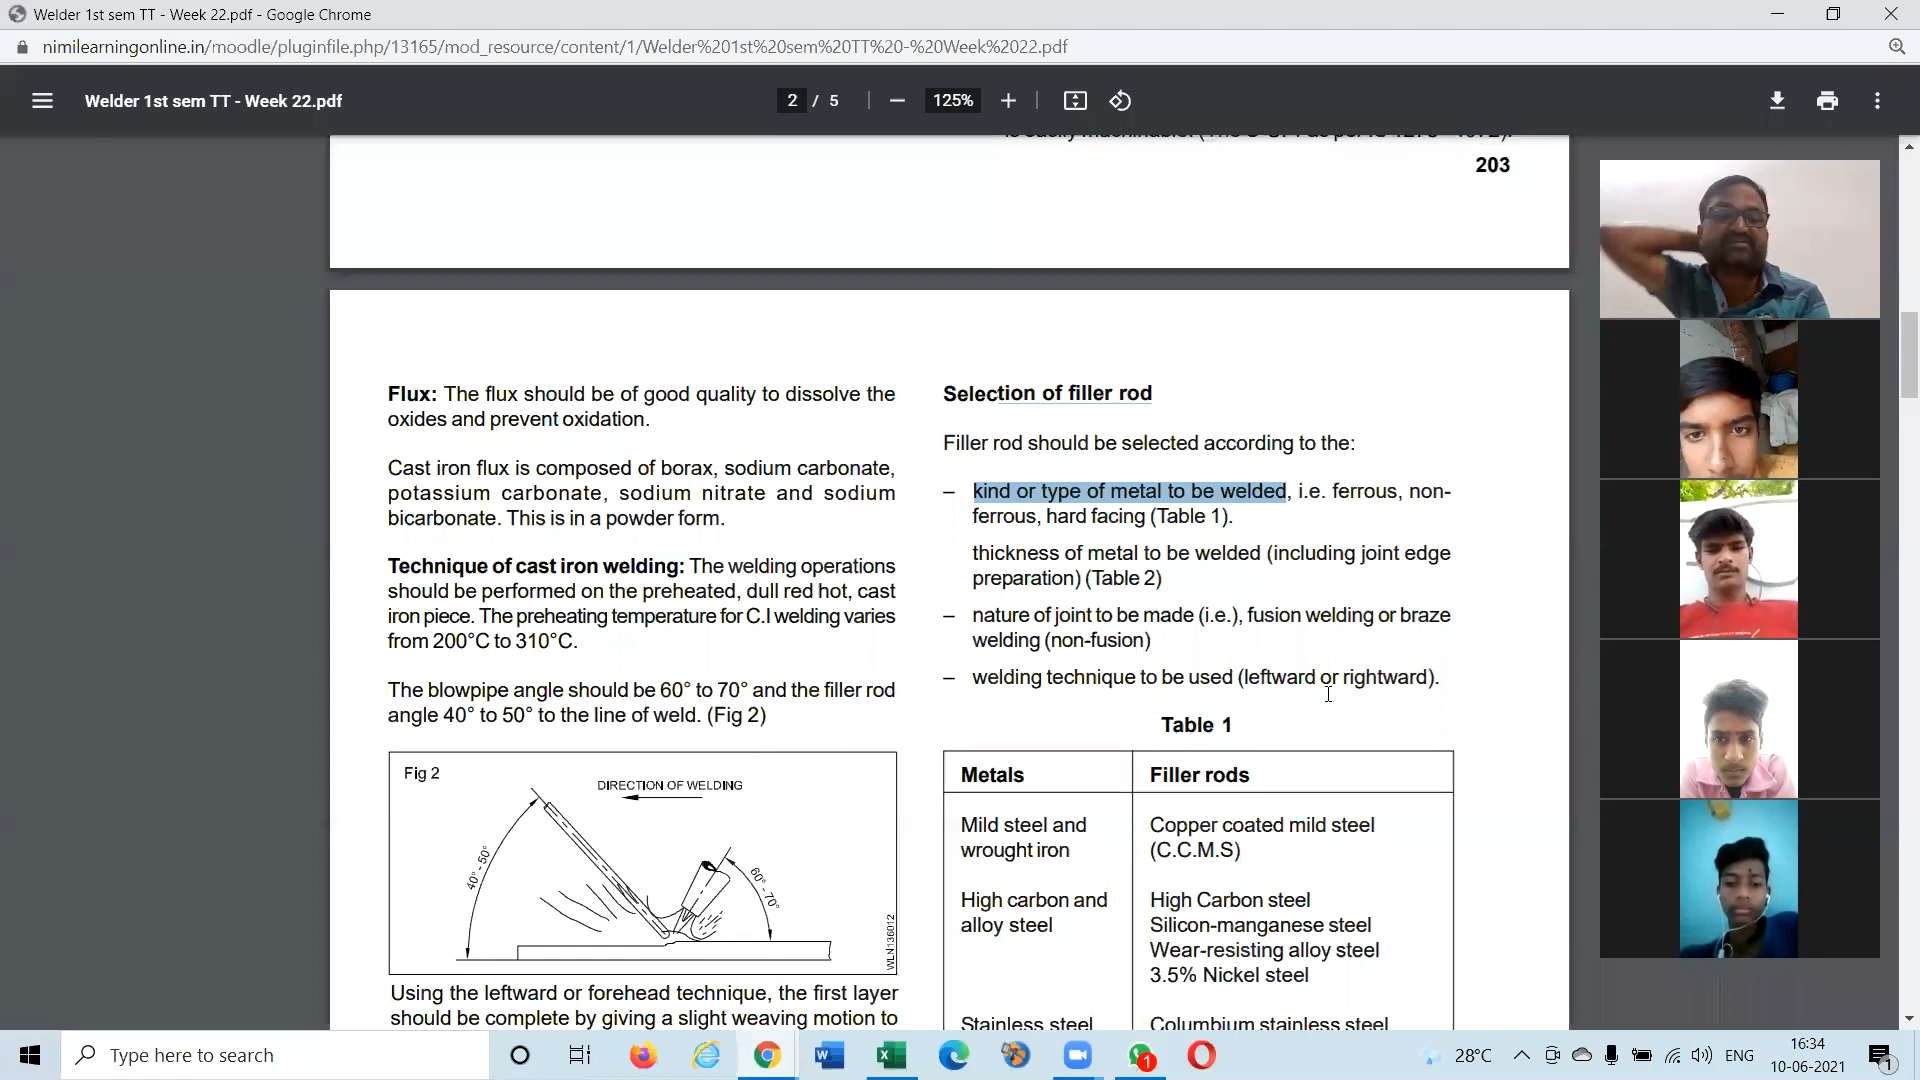 Welder 1st sem TT - Week 22.pdf - Google Chrome
nimilearningonline.in/moodle/pluginfile.php/13165/mod_resource/content/1/Welder%201st%20sem%20TT%20-%20Week%2022.pdf
Welder 1st sem TT - Week 22.pdf
2 / 5
125%
203
Flux: The flux should be of good quality to dissolve the
oxides and prevent oxidation.
Cast iron flux is composed of borax, sodium carbonate,
potassium carbonate, sodium nitrate and sodium
bicarbonate. This is in a powder form.
Technique of cast iron welding: The welding operations
should be performed on the preheated, dull red hot, cast
iron piece. The preheating temperature for C.I welding varies
from 200°C to 310°C.
The blowpipe angle should be 60° to 70° and the filler rod
angle 40° to 50° to the line of weld. (Fig 2)
Fig 2
DIRECTION OF WELDING
40° - 50°
60° - 70°
WLN136012
Using the leftward or forehead technique, the first layer
should be complete by giving a slight weaving motion to
Selection of filler rod
Filler rod should be selected according to the:
– kind or type of metal to be welded, i.e. ferrous, non-
ferrous, hard facing (Table 1).
thickness of metal to be welded (including joint edge
preparation) (Table 2)
– nature of joint to be made (i.e.), fusion welding or braze
welding (non-fusion)
– welding technique to be used (leftward or rightward).
Table 1
Metals Filler rods
Mild steel and Copper coated mild steel
wrought iron (C.C.M.S)
High carbon and High Carbon steel
alloy steel Silicon-manganese steel
Wear-resisting alloy steel
3.5% Nickel steel
Stainless steel Columbium stainless steel
Type here to search
28°C
ENG
16:34
10-06-2021
1
1